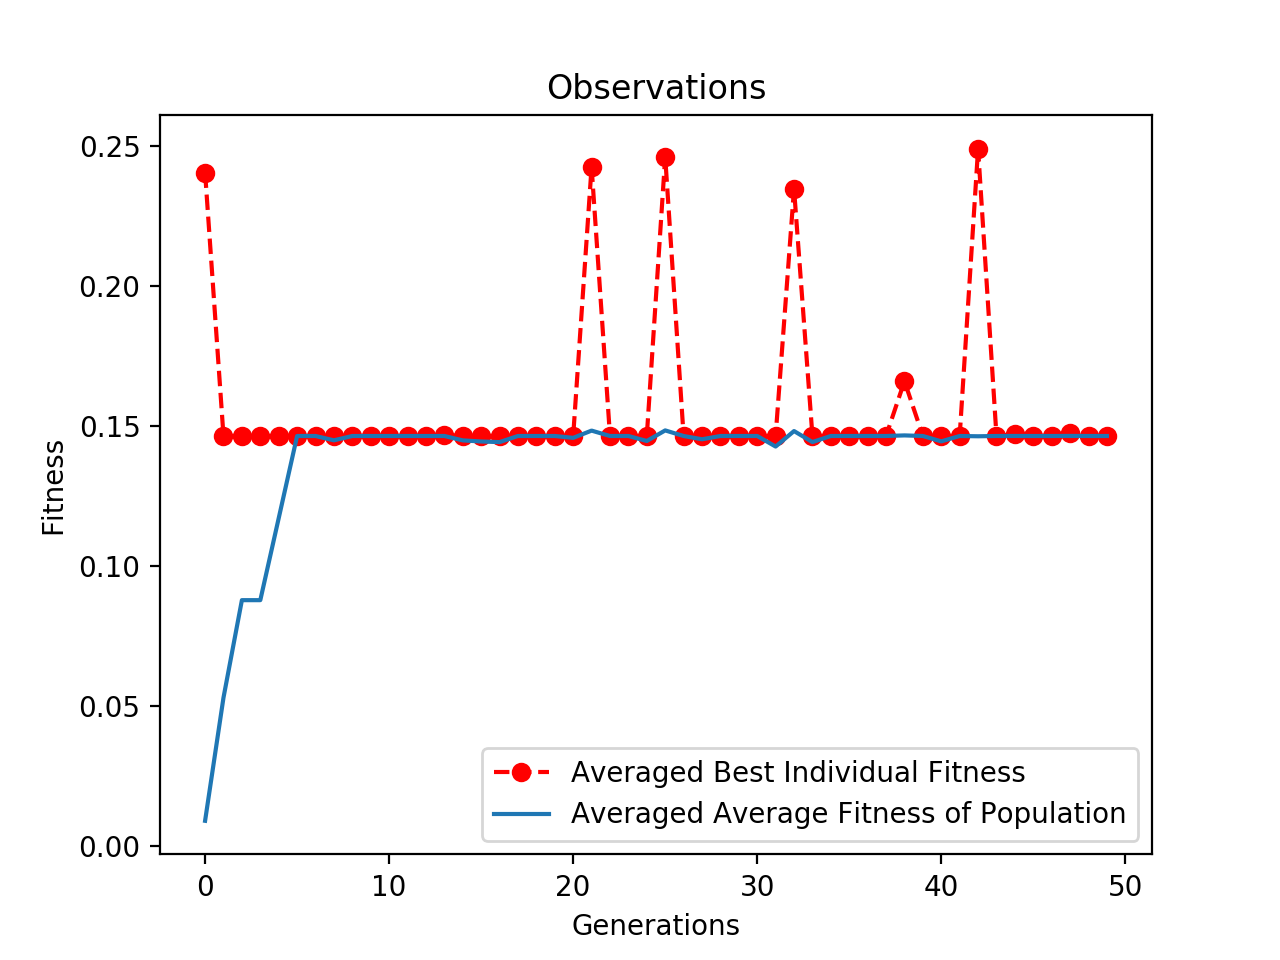 Observations
0.25
0.20
0.15
0.10
0.05
0.00
Fitness
Averaged Best Individual Fitness
Averaged Average Fitness of Population
0 10 20 30 40 50
Generations